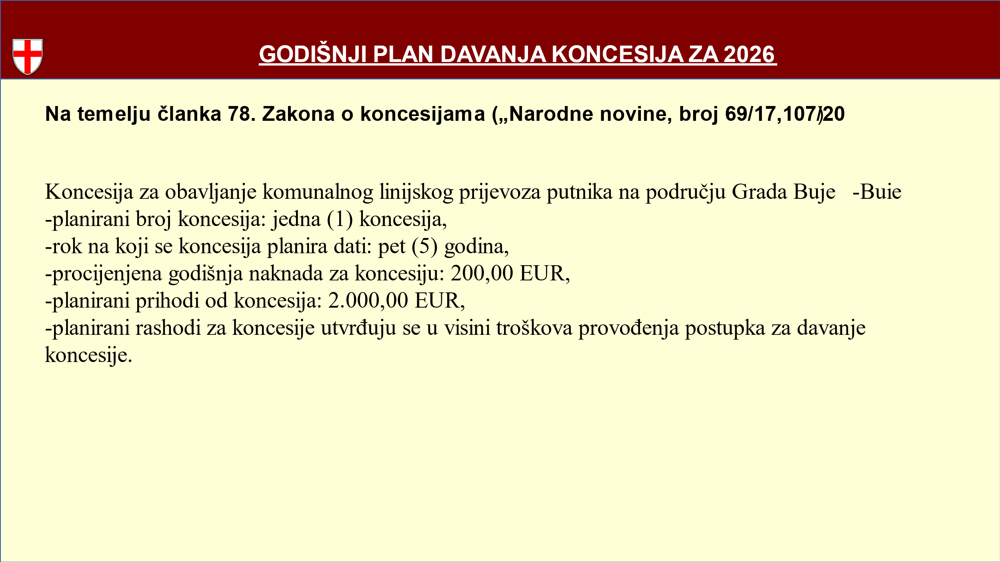 GODIŠNJI PLAN DAVANJA KONCESIJA ZA 2026
Na temelju članka 78. Zakona o koncesijama („Narodne novine, broj 69/17,107/20)
Koncesija za obavljanje komunalnog linijskog prijevoza putnika na području Grada Buje -Buie
-planirani broj koncesija: jedna (1) koncesija,
-rok na koji se koncesija planira dati: pet (5) godina,
-procijenjena godišnja naknada za koncesiju: 200,00 EUR,
-planirani prihodi od koncesija: 2.000,00 EUR,
-planirani rashodi za koncesije utvrđuju se u visini troškova provođenja postupka za davanje
koncesije.